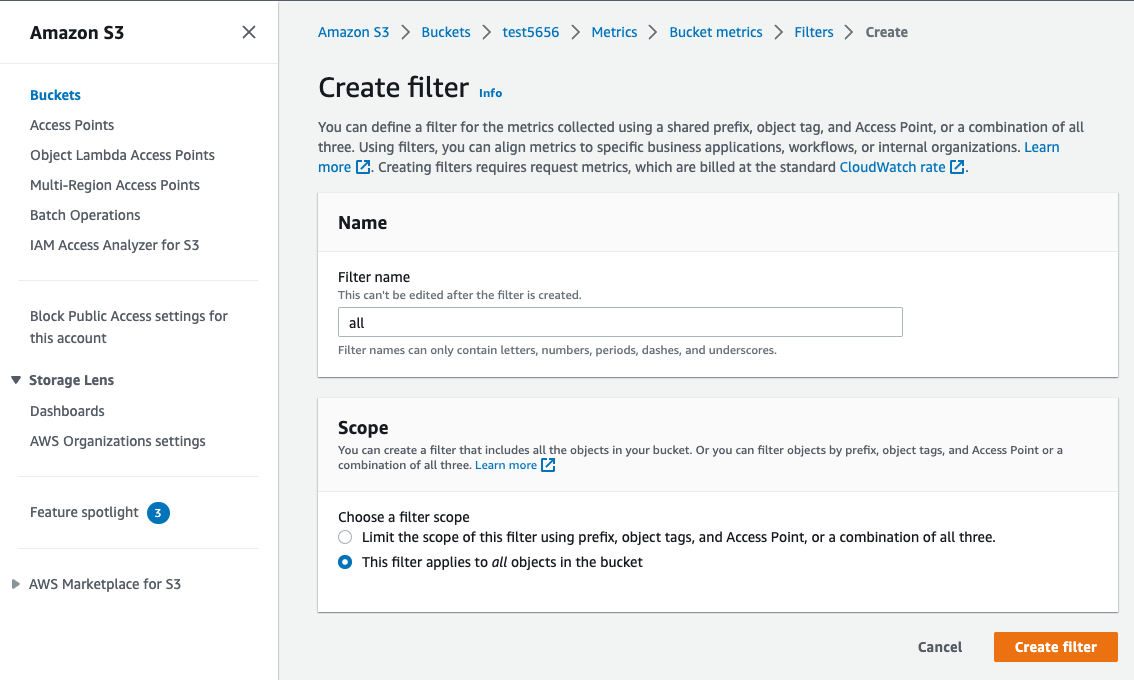 Amazon S3
Buckets
Access Points
Object Lambda Access Points
Multi-Region Access Points
Batch Operations
IAM Access Analyzer for S3
Block Public Access settings for
this account
Storage Lens
Dashboards
AWS Organizations settings
Feature spotlight 3
AWS Marketplace for S3
Amazon S3 > Buckets > test5656 > Metrics > Bucket metrics > Filters > Create
Create filter Info
You can define a filter for the metrics collected using a shared prefix, object tag, and Access Point, or a combination of all
three. Using filters, you can align metrics to specific business applications, workflows, or internal organizations. Learn
more. Creating filters requires request metrics, which are billed at the standard CloudWatch rate.
Name
Filter name
This can't be edited after the filter is created.
all
Filter names can only contain letters, numbers, periods, dashes, and underscores.
Scope
You can create a filter that includes all the objects in your bucket. Or you can filter objects by prefix, object tags, and Access Point or a
combination of all three. Learn more
Choose a filter scope
Limit the scope of this filter using prefix, object tags, and Access Point, or a combination of all three.
This filter applies to all objects in the bucket
Cancel
Create filter